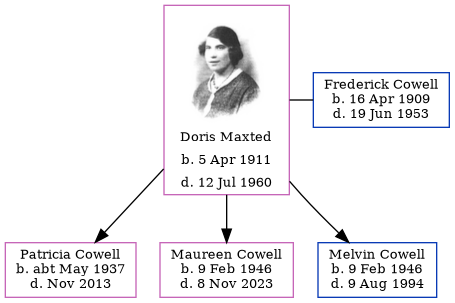 Doris Maxted
b. 5 Apr 1911
d. 12 Jul 1960
Frederick Cowell
b. 16 Apr 1909
d. 19 Jun 1953
Patricia Cowell
b. abt May 1937
d. Nov 2013
Maureen Cowell
b. 9 Feb 1946
d. 8 Nov 2023
Melvin Cowell
b. 9 Feb 1946
d. 9 Aug 1994